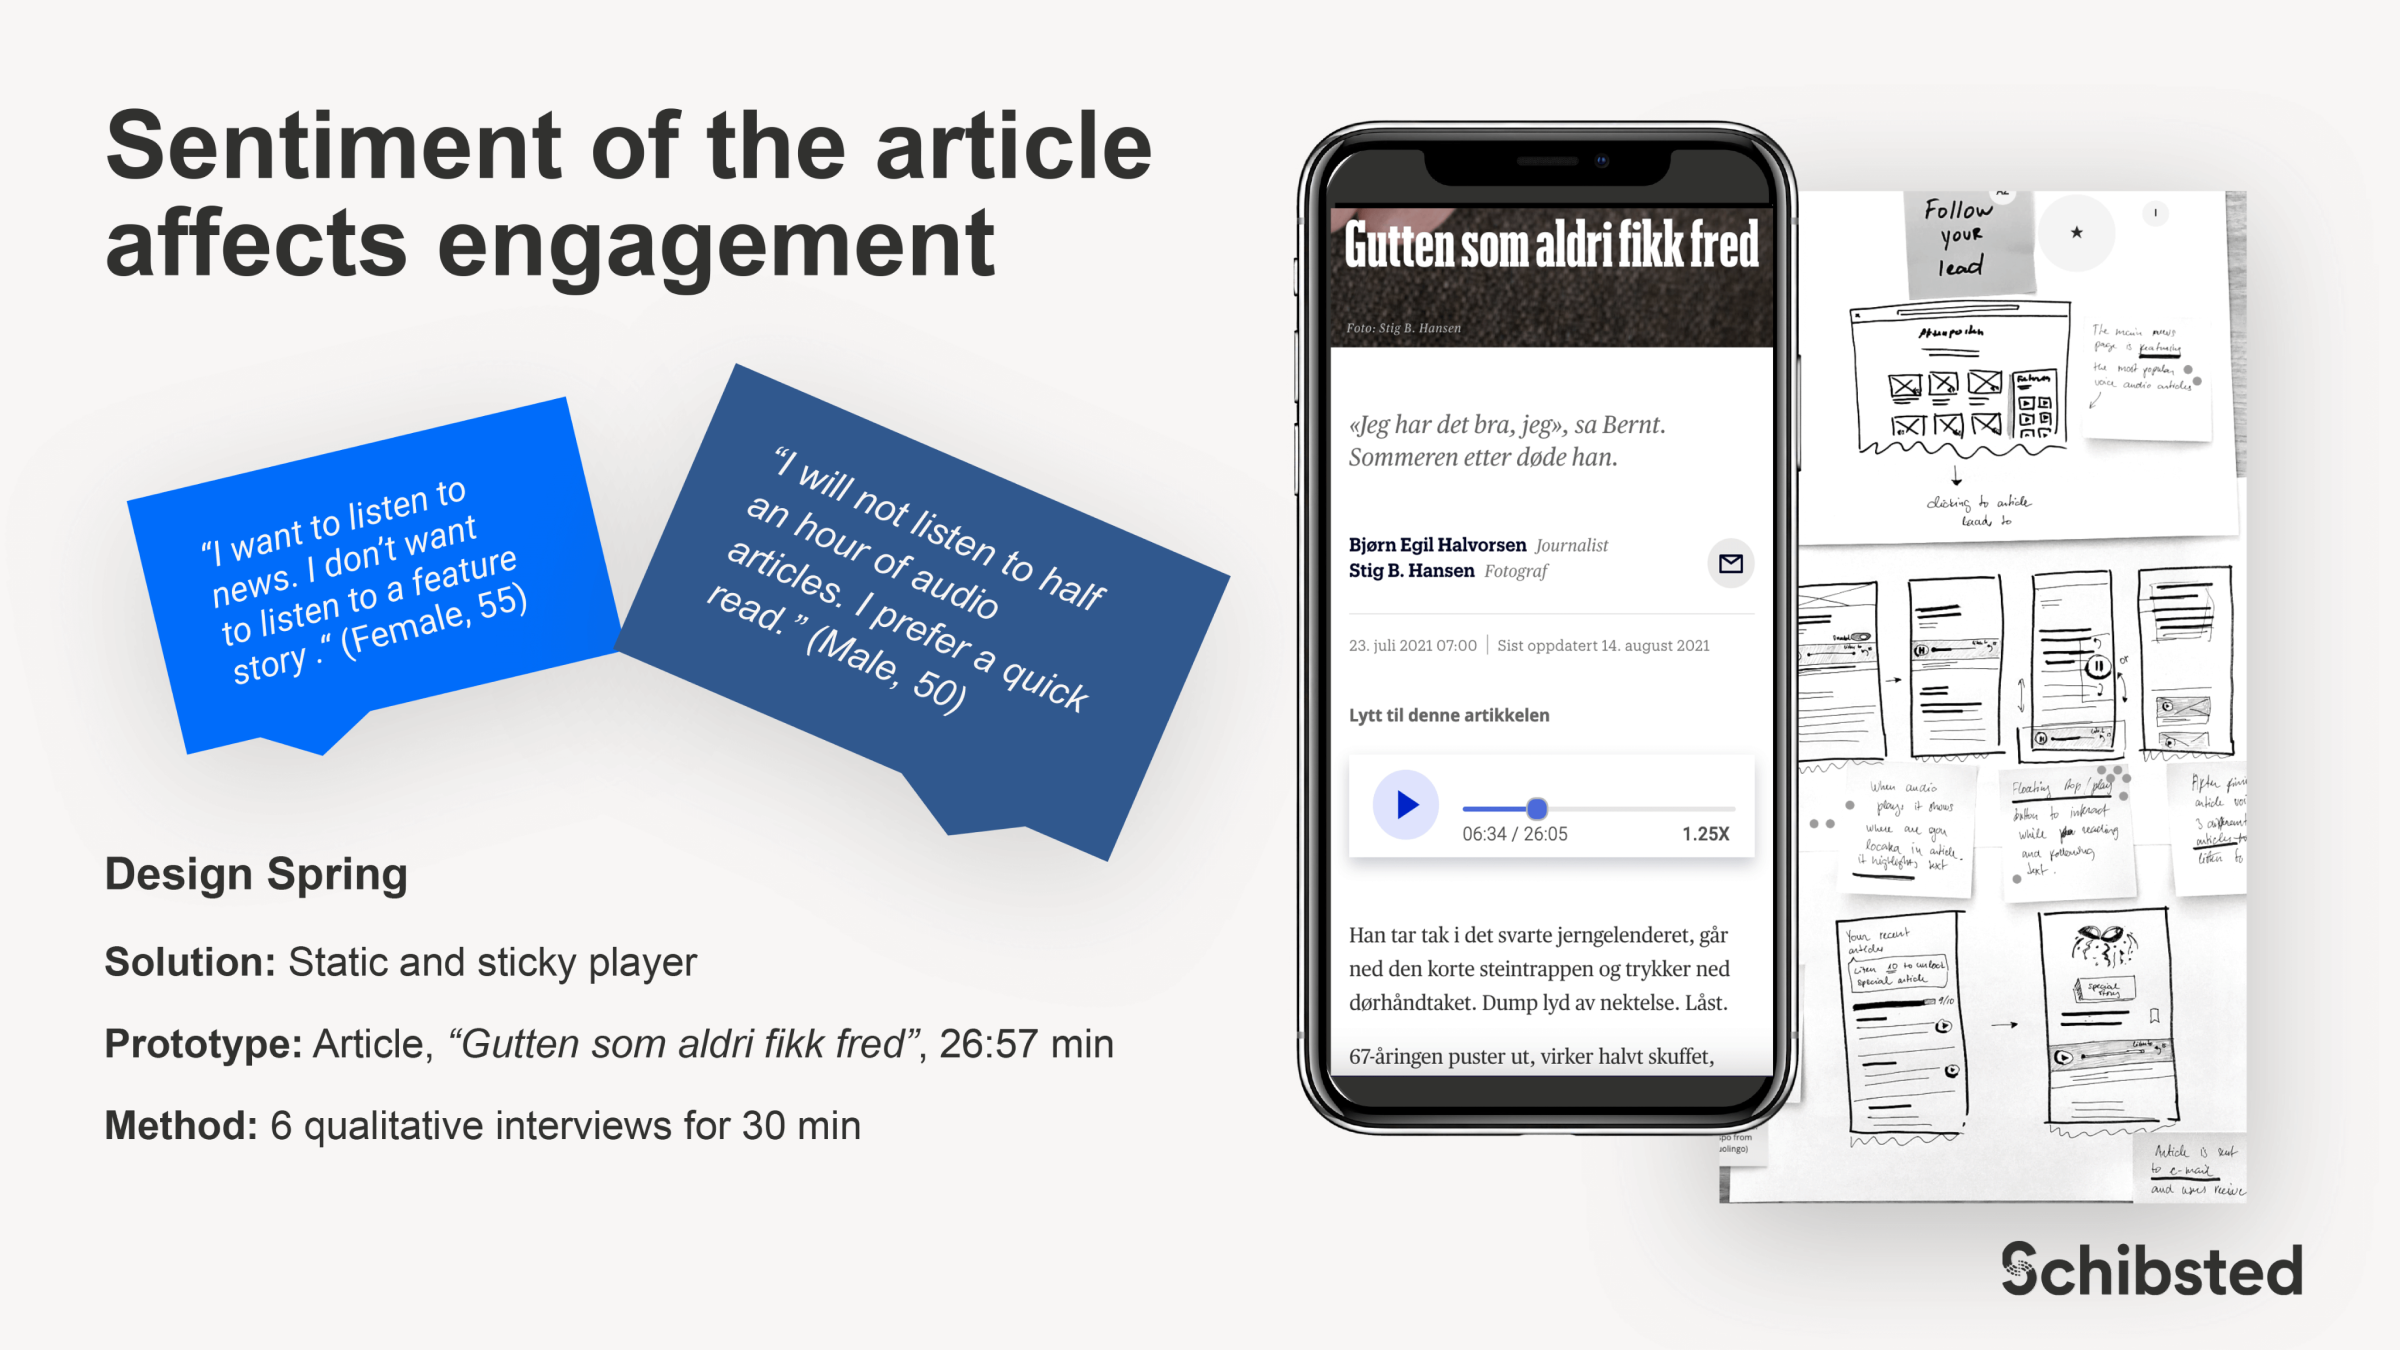 Sentiment of the article
affects engagement
“I want to listen to
news. I don’t want
to listen to a feature
story .“ (Female, 55)
“I will not listen to half
an hour of audio
articles. I prefer a quick
read. ” (Male, 50)
Design Spring
Solution: Static and sticky player
Prototype: Article, “Gutten som aldri fikk fred”, 26:57 min
Method: 6 qualitative interviews for 30 min
Gutten som aldri fikk fred
Foto: Stig B. Hansen
«Jeg har det bra, jeg», sa Bernt.
Sommeren etter døde han.
Bjørn Egil Halvorsen Journalist
Stig B. Hansen Fotograf
23. juli 2021 07:00 | Sist oppdatert 14. august 2021
Lytt til denne artikkelen
06:34 / 26:05 1.25X
Han tar tak i det svarte jerngelenderet, går
ned den korte steintrappen og trykker ned
dørhåndtaket. Dump lyd av nektelse. Låst.
67-åringen puster ut, virker halvt skuffet,
Follow
your
lead
Aftenposten
The main news
page is featuring
the most popular
voice audio articles
clicking to article
lead to
When audio
plays it shows
where are you
located in article.
it highlights text
Floating stop/play
button to interact
while reading
and following
text.
After
article
3 different
articles to
listen to
Your recent
articles
Listen 10 to unlock
special article
9/10
special
story
po from
olingo)
Article is sent
to e-mail
and users receive
Schibsted